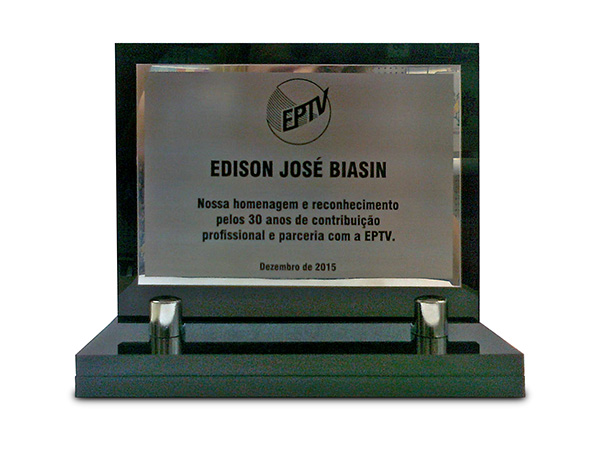 EPTV
EDISON JOSÉ BIASIN
Nossa homenagem e reconhecimento
pelos 30 anos de contribuição
profissional e parceria com a EPTV.
Dezembro de 2015